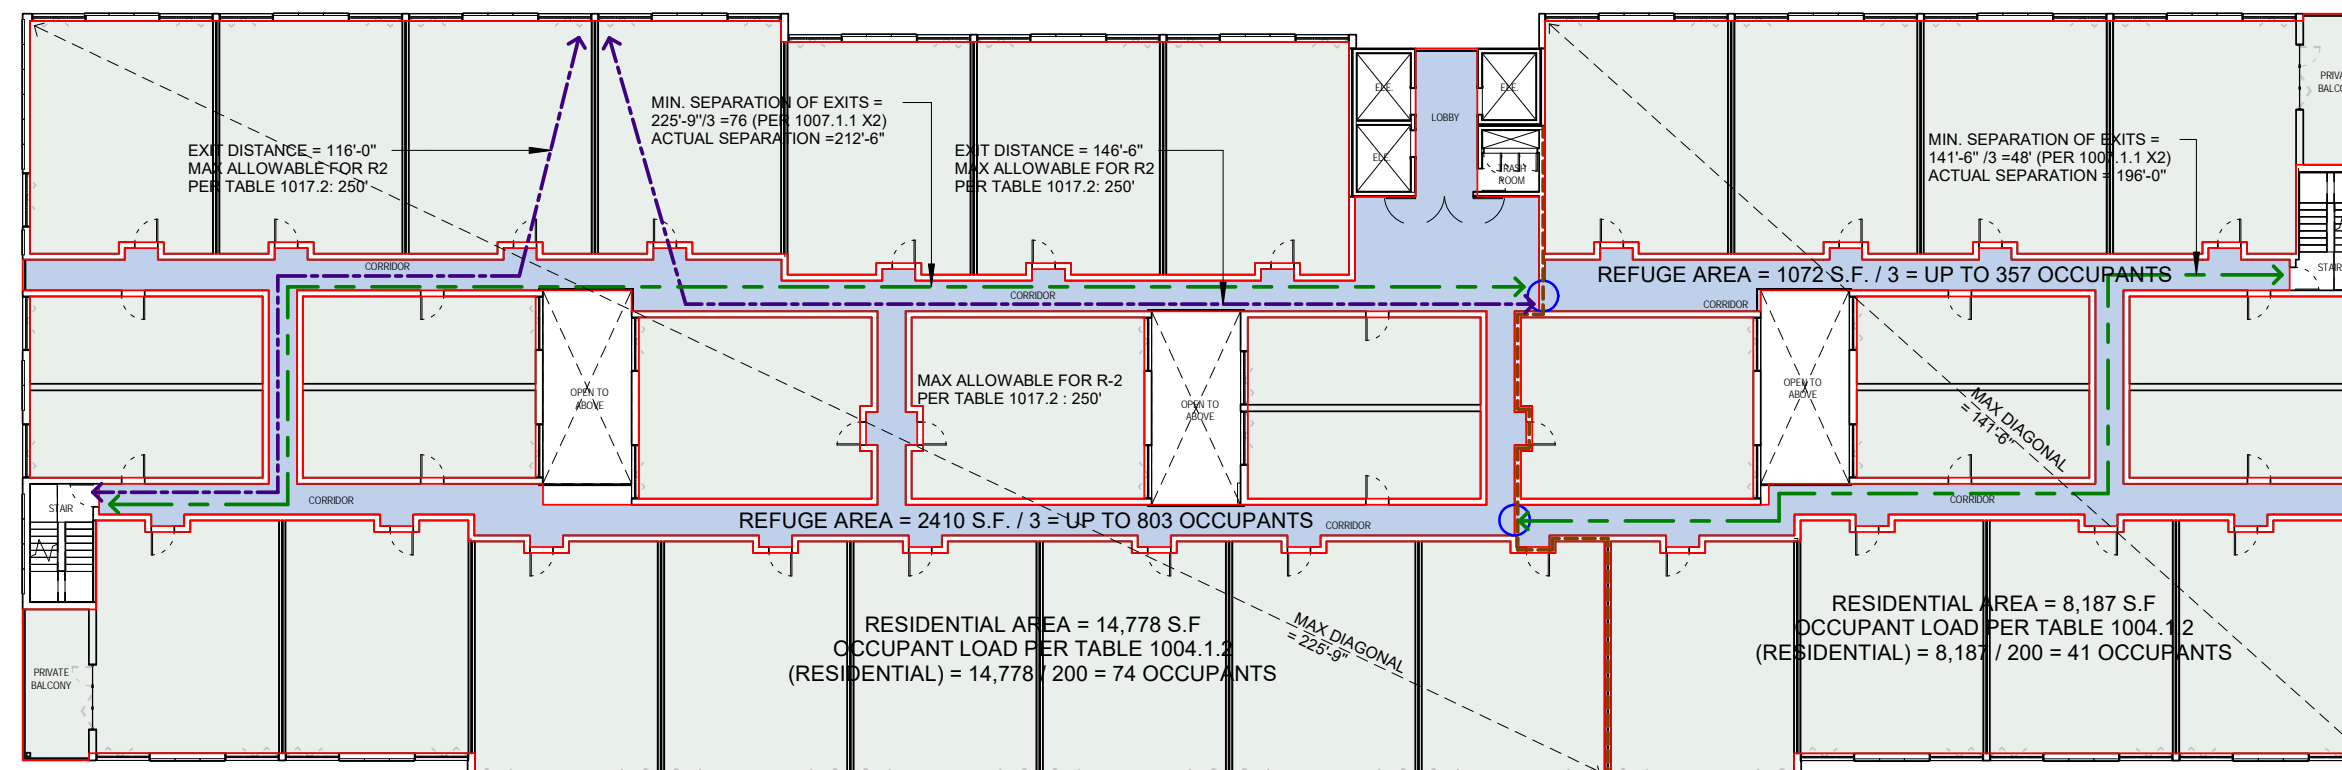 MIN. SEPARATION OF EXITS =
225'-9"/3 =76 (PER 1007.1.1 X2)
ACTUAL SEPARATION =212'-6"
EXIT DISTANCE = 116'-0"
MAX ALLOWABLE FOR R2
PER TABLE 1017.2: 250'
EXIT DISTANCE = 146'-6"
MAX ALLOWABLE FOR R2
PER TABLE 1017.2: 250'
ELE.
ELE.
ELE.
LOBBY
TRASH
ROOM
MIN. SEPARATION OF EXITS =
141'-6" /3 =48' (PER 1007.1.1 X2)
ACTUAL SEPARATION = 196'-0"
CORRIDOR
CORRIDOR
REFUGE AREA = 1072 S.F. / 3 = UP TO 357 OCCUPANTS
CORRIDOR
STAIR
OPEN TO
ABOVE
MAX ALLOWABLE FOR R-2
PER TABLE 1017.2 : 250'
OPEN TO
ABOVE
OPEN TO
ABOVE
MAX DIAGONAL
= 141'-6"
STAIR
CORRIDOR
REFUGE AREA = 2410 S.F. / 3 = UP TO 803 OCCUPANTS
CORRIDOR
CORRIDOR
RESIDENTIAL AREA = 14,778 S.F
OCCUPANT LOAD PER TABLE 1004.1.2
(RESIDENTIAL) = 14,778 / 200 = 74 OCCUPANTS
MAX DIAGONAL
= 225'-9"
RESIDENTIAL AREA = 8,187 S.F
OCCUPANT LOAD PER TABLE 1004.1.2
(RESIDENTIAL) = 8,187 / 200 = 41 OCCUPANTS
PRIVATE
BALCONY